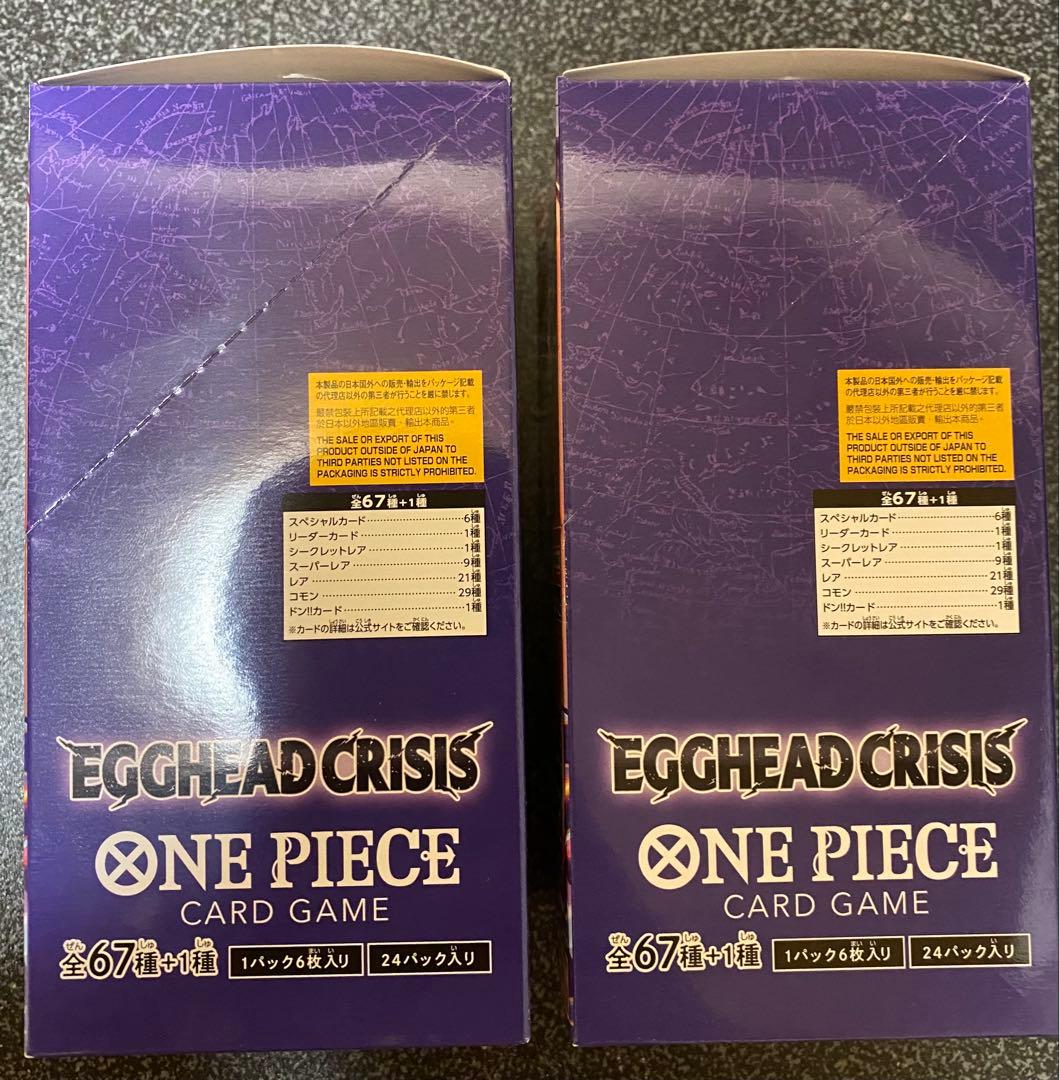 本製品の日本国外への販売・輸出をパッケージ記載
の代理店以外の第三者が行うことを厳に禁じます。
嚴禁包裝上所記載之代理店以外的第三者
於日本以外地區販賣・輸出本商品。
THE SALE OR EXPORT OF THIS
PRODUCT OUTSIDE OF JAPAN TO
THIRD PARTIES NOT LISTED ON THE
PACKAGING IS STRICTLY PROHIBITED.
全67種+1種
スペシャルカード 6種
リーダーカード 1種
シークレットレア 1種
スーパーレア 9種
レア 21種
コモン 29種
ドン!!カード 1種
※カードの詳細は公式サイトをご確認ください。
EGGHEAD CRISIS
ONE PIECE
CARD GAME
全67種+1種 1パック6枚入り 24パック入り
本製品の日本国外への販売・輸出をパッケージ記載
の代理店以外の第三者が行うことを厳に禁じます。
嚴禁包裝上所記載之代理店以外的第三者
於日本以外地區販賣・輸出本商品。
THE SALE OR EXPORT OF THIS
PRODUCT OUTSIDE OF JAPAN TO
THIRD PARTIES NOT LISTED ON THE
PACKAGING IS STRICTLY PROHIBITED.
全67種+1種
スペシャルカード 6種
リーダーカード 1種
シークレットレア 1種
スーパーレア 9種
レア 21種
コモン 29種
ドン!!カード 1種
※カードの詳細は公式サイトをご確認ください。
EGGHEAD CRISIS
ONE PIECE
CARD GAME
全67種+1種 1パック6枚入り 24パック入り